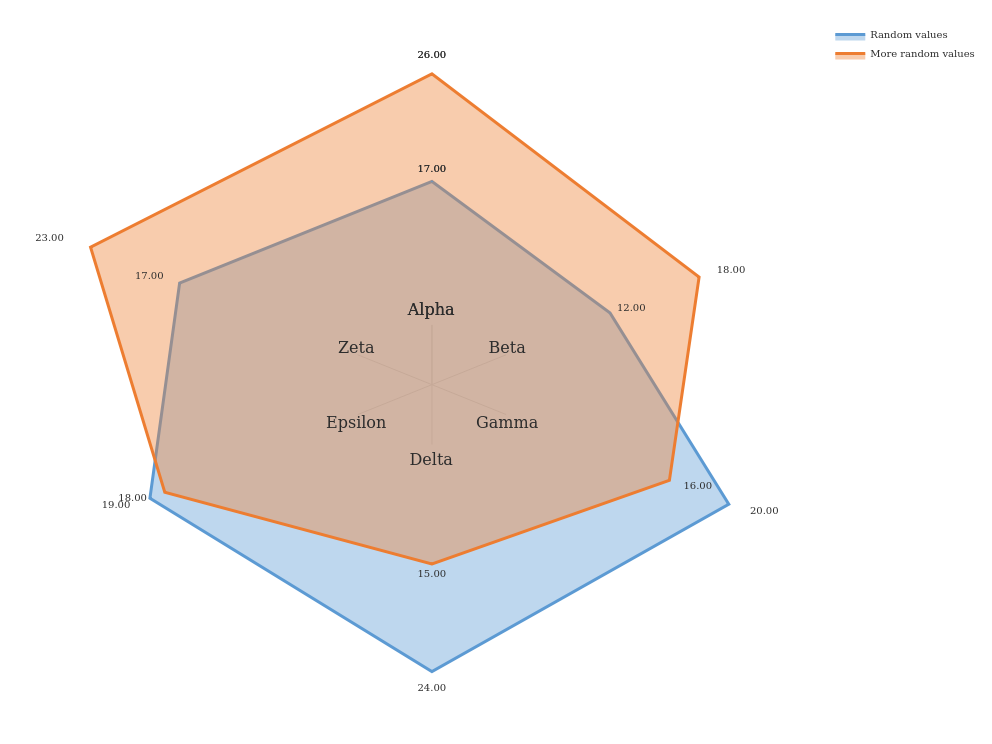 Random values
26.00
More random values
17.00
23.00
18.00
17.00
12.00
Alpha
Zeta
Beta
Epsilon
Gamma
Delta
16.00
18.00
19.00
20.00
15.00
24.00